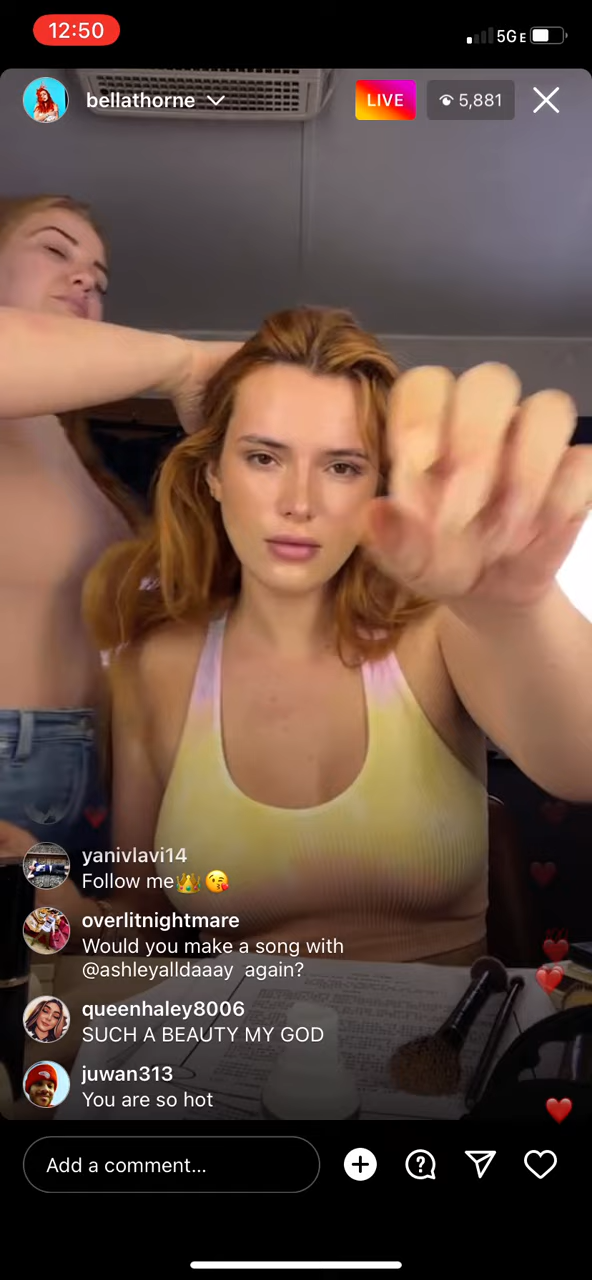 12:50
5GE
bellathorne
LIVE
5,881
yanivlavi14
Follow me👑😘
overlitnightmare
Would you make a song with
@ashleyalldaaay again?
queenhaley8006
SUCH A BEAUTY MY GOD
juwan313
You are so hot
Add a comment...